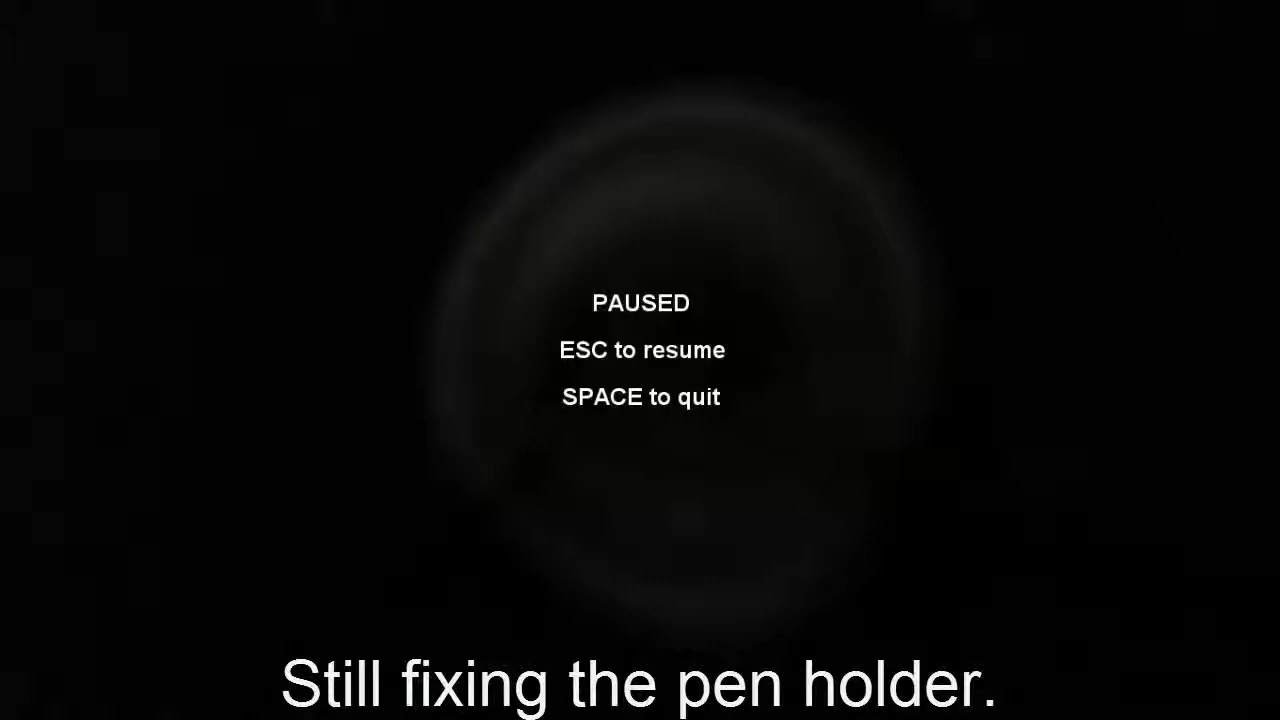 PAUSED
ESC to resume
SPACE to quit
Still fixing the pen holder.